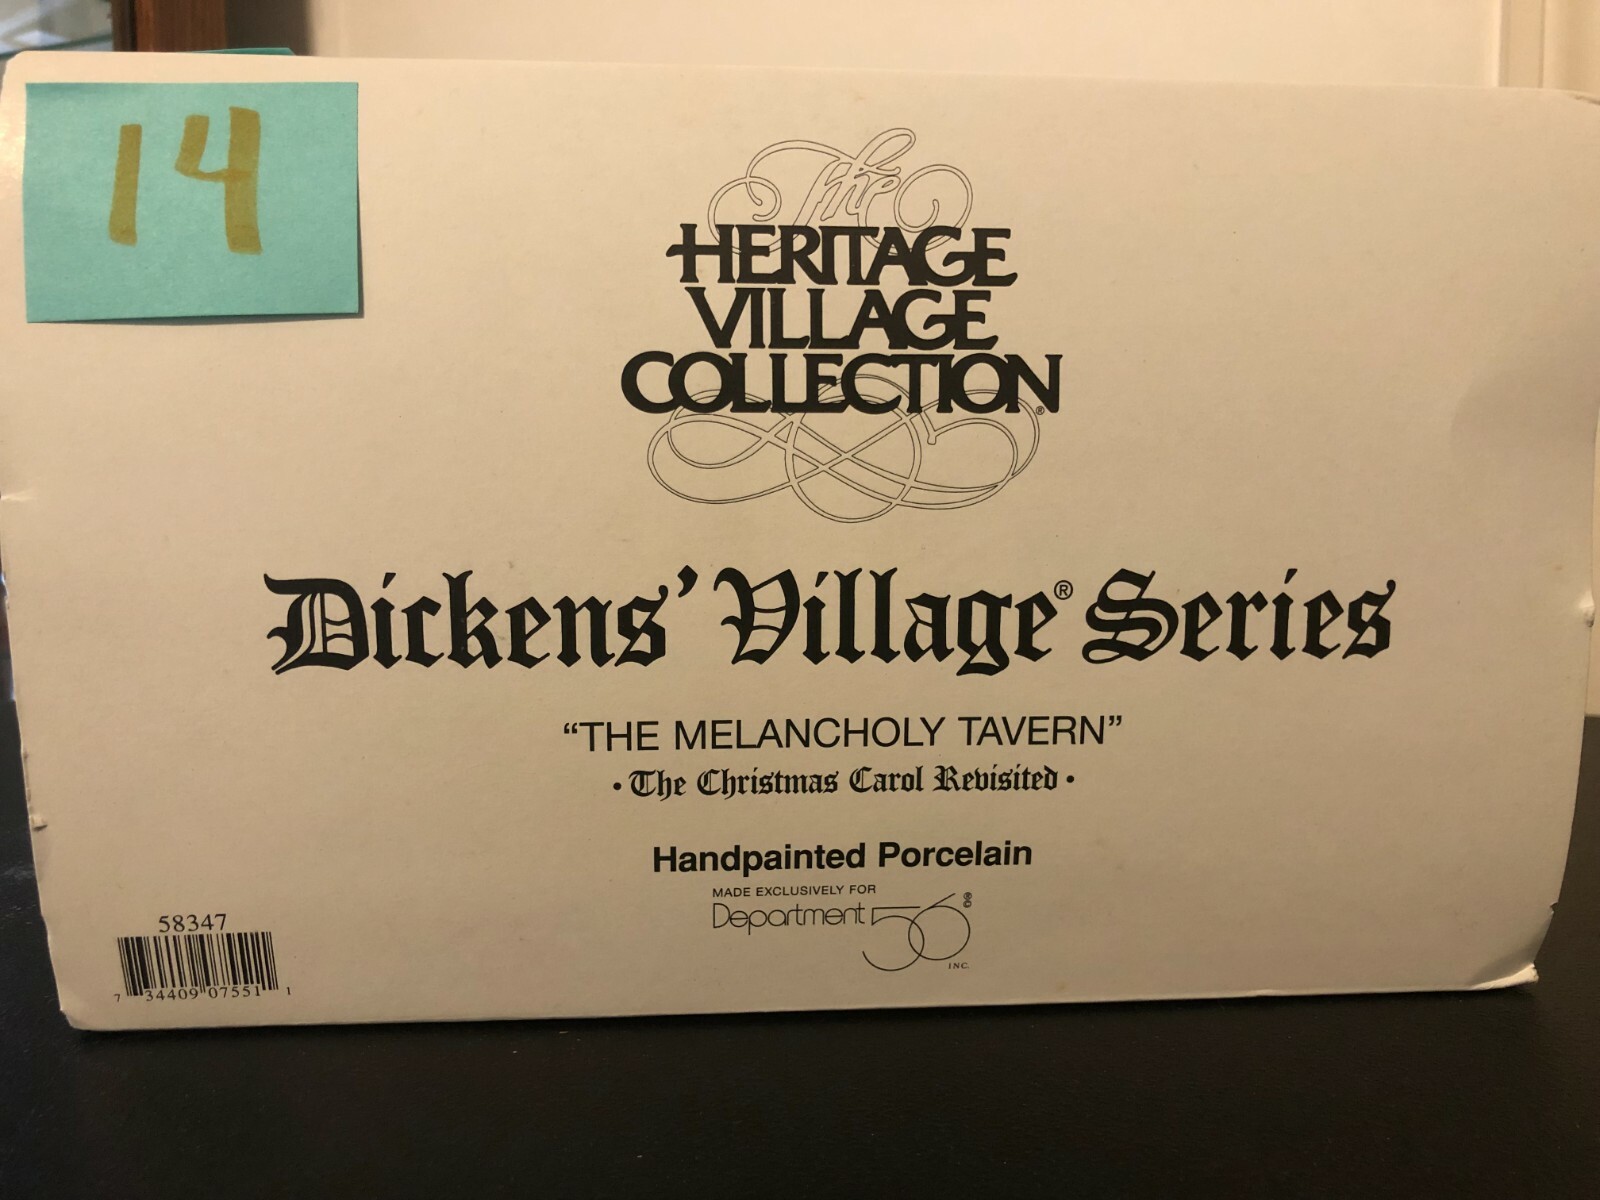 14
The
HERITAGE
VILLAGE
COLLECTION®
Dickens' Village® Series
“THE MELANCHOLY TAVERN”
• The Christmas Carol Revisited •
Handpainted Porcelain
MADE EXCLUSIVELY FOR
Department 56®©
INC.
58347
7 34409 07551 1